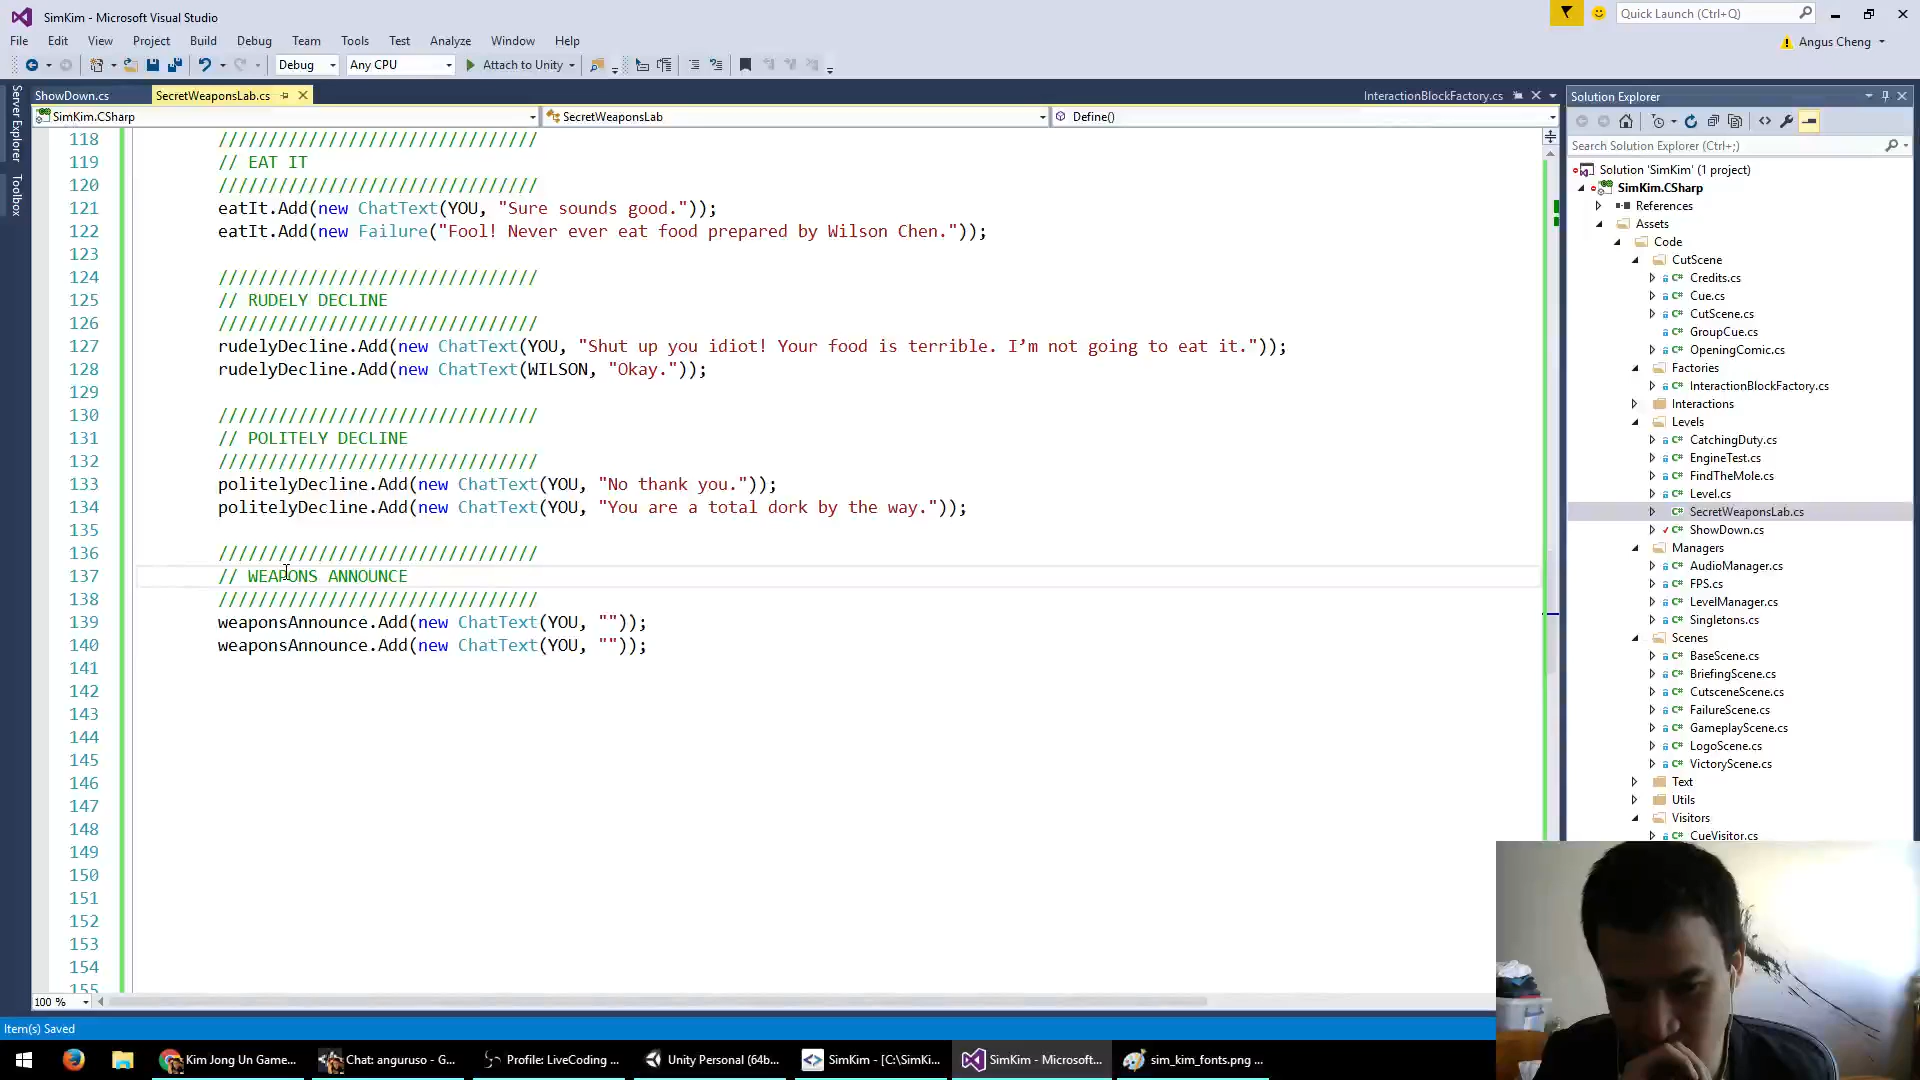 SimKim - Microsoft Visual Studio
Quick Launch (Ctrl+Q)
File Edit View Project Build Debug Team Tools Test Analyze Window Help
Angus Cheng
Debug Any CPU Attach to Unity
Server Explorer
Toolbox
ShowDown.cs SecretWeaponsLab.cs InteractionBlockFactory.cs
SimKim.CSharp SecretWeaponsLab Define()
118 ////////////////////////////////
119 // EAT IT
120 ////////////////////////////////
121 eatIt.Add(new ChatText(YOU, "Sure sounds good."));
122 eatIt.Add(new Failure("Fool! Never ever eat food prepared by Wilson Chen."));
123
124 ////////////////////////////////
125 // RUDELY DECLINE
126 ////////////////////////////////
127 rudelyDecline.Add(new ChatText(YOU, "Shut up you idiot! Your food is terrible. I’m not going to eat it."));
128 rudelyDecline.Add(new ChatText(WILSON, "Okay."));
129
130 ////////////////////////////////
131 // POLITELY DECLINE
132 ////////////////////////////////
133 politelyDecline.Add(new ChatText(YOU, "No thank you."));
134 politelyDecline.Add(new ChatText(YOU, "You are a total dork by the way."));
135
136 ////////////////////////////////
137 // WEAPONS ANNOUNCE
138 ////////////////////////////////
139 weaponsAnnounce.Add(new ChatText(YOU, ""));
140 weaponsAnnounce.Add(new ChatText(YOU, ""));
141
142
143
144
145
146
147
148
149
150
151
152
153
154
155
100 %
Solution Explorer
Search Solution Explorer (Ctrl+;)
Solution 'SimKim' (1 project)
SimKim.CSharp
References
Assets
Code
CutScene
Credits.cs
Cue.cs
CutScene.cs
GroupCue.cs
OpeningComic.cs
Factories
InteractionBlockFactory.cs
Interactions
Levels
CatchingDuty.cs
EngineTest.cs
FindTheMole.cs
Level.cs
SecretWeaponsLab.cs
ShowDown.cs
Managers
AudioManager.cs
FPS.cs
LevelManager.cs
Singletons.cs
Scenes
BaseScene.cs
BriefingScene.cs
CutsceneScene.cs
FailureScene.cs
GameplayScene.cs
LogoScene.cs
VictoryScene.cs
Text
Utils
Visitors
CueVisitor.cs
Item(s) Saved
Kim Jong Un Game... Chat: anguruso - G... Profile: LiveCoding ... Unity Personal (64b... SimKim - [C:\SimKi... SimKim - Microsoft... sim_kim_fonts.png ...